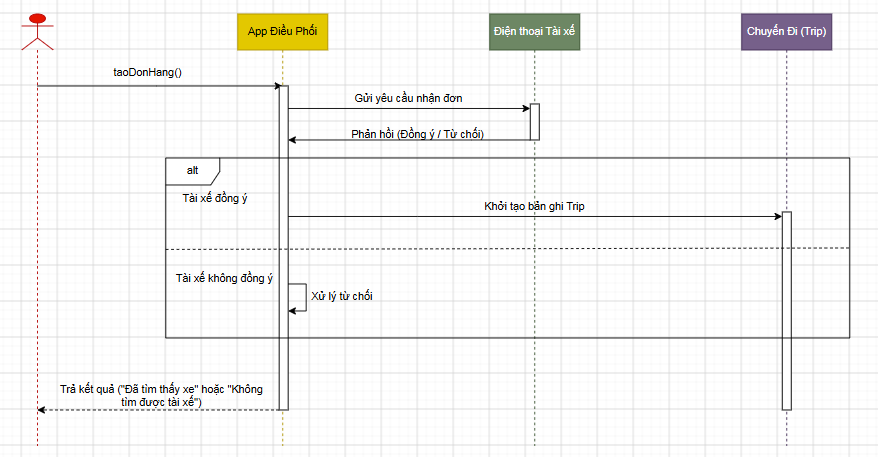 App Điều Phối
Điện thoại Tài xế
Chuyến Đi (Trip)
taoDonHang()
Gửi yêu cầu nhận đơn
Phản hồi (Đồng ý / Từ chối)
alt
Tài xế đồng ý
Khởi tạo bản ghi Trip
Tài xế không đồng ý
Xử lý từ chối
Trả kết quả ("Đã tìm thấy xe" hoặc "Không
tìm được tài xế")